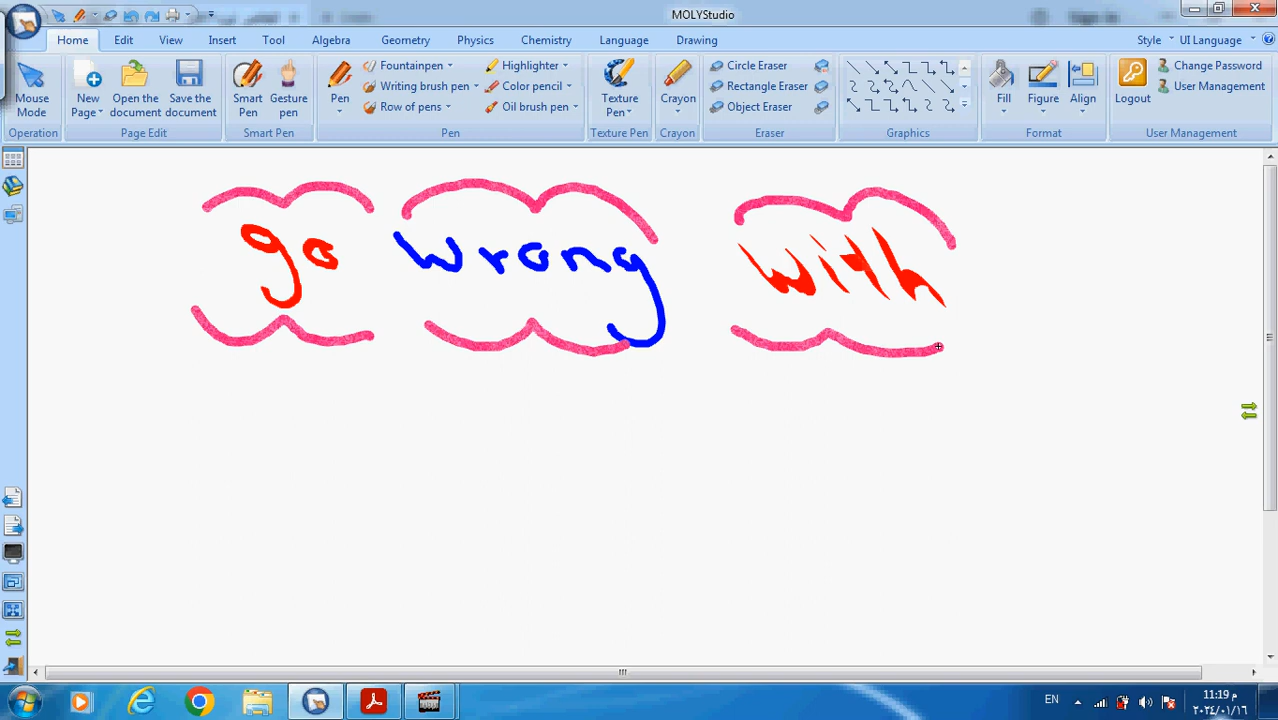 MOLYStudio
Home Edit View Insert Tool Algebra Geometry Physics Chemistry Language Drawing Style UI Language
Mouse Mode
New Page
Open the document
Save the document
Smart Pen
Gesture pen
Pen
Fountainpen
Writing brush pen
Row of pens
Highlighter
Color pencil
Oil brush pen
Texture Pen
Crayon
Circle Eraser
Rectangle Eraser
Object Eraser
Fill
Figure
Align
Logout
Change Password
User Management
Operation Page Edit Smart Pen Pen Texture Pen Crayon Eraser Graphics Format User Management
go wrong with
EN
11:19 م
٢٠٢٤/٠١/١٦